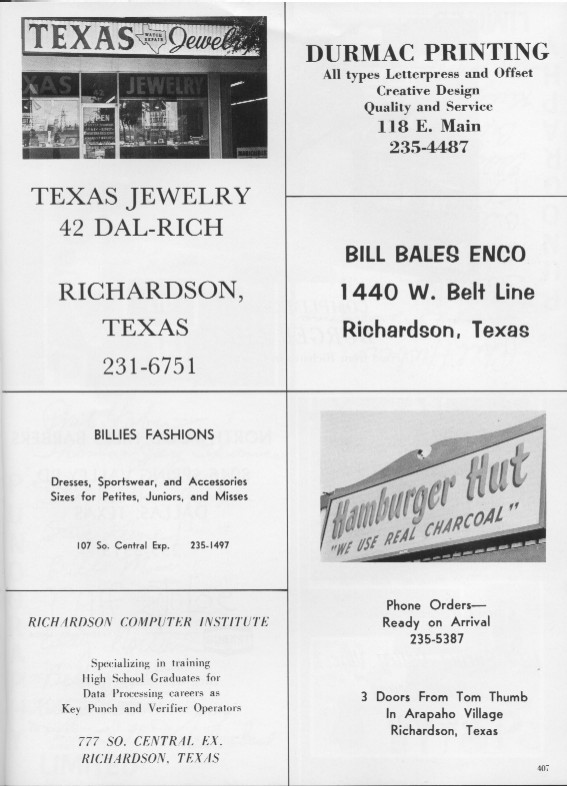 TEXAS WATCH REPAIR Jewelry
XAS JEWELRY
OPEN
TEXAS JEWELRY
42 DAL-RICH
RICHARDSON,
TEXAS
231-6751
DURMAC PRINTING
All types Letterpress and Offset
Creative Design
Quality and Service
118 E. Main
235-4487
BILL BALES ENCO
1440 W. Belt Line
Richardson, Texas
BILLIES FASHIONS
Dresses, Sportswear, and Accessories
Sizes for Petites, Juniors, and Misses
107 So. Central Exp. 235-1497
Hamburger Hut
"WE USE REAL CHARCOAL"
Phone Orders—
Ready on Arrival
235-5387
3 Doors From Tom Thumb
In Arapaho Village
Richardson, Texas
RICHARDSON COMPUTER INSTITUTE
Specializing in training
High School Graduates for
Data Processing careers as
Key Punch and Verifier Operators
777 SO. CENTRAL EX.
RICHARDSON, TEXAS
407